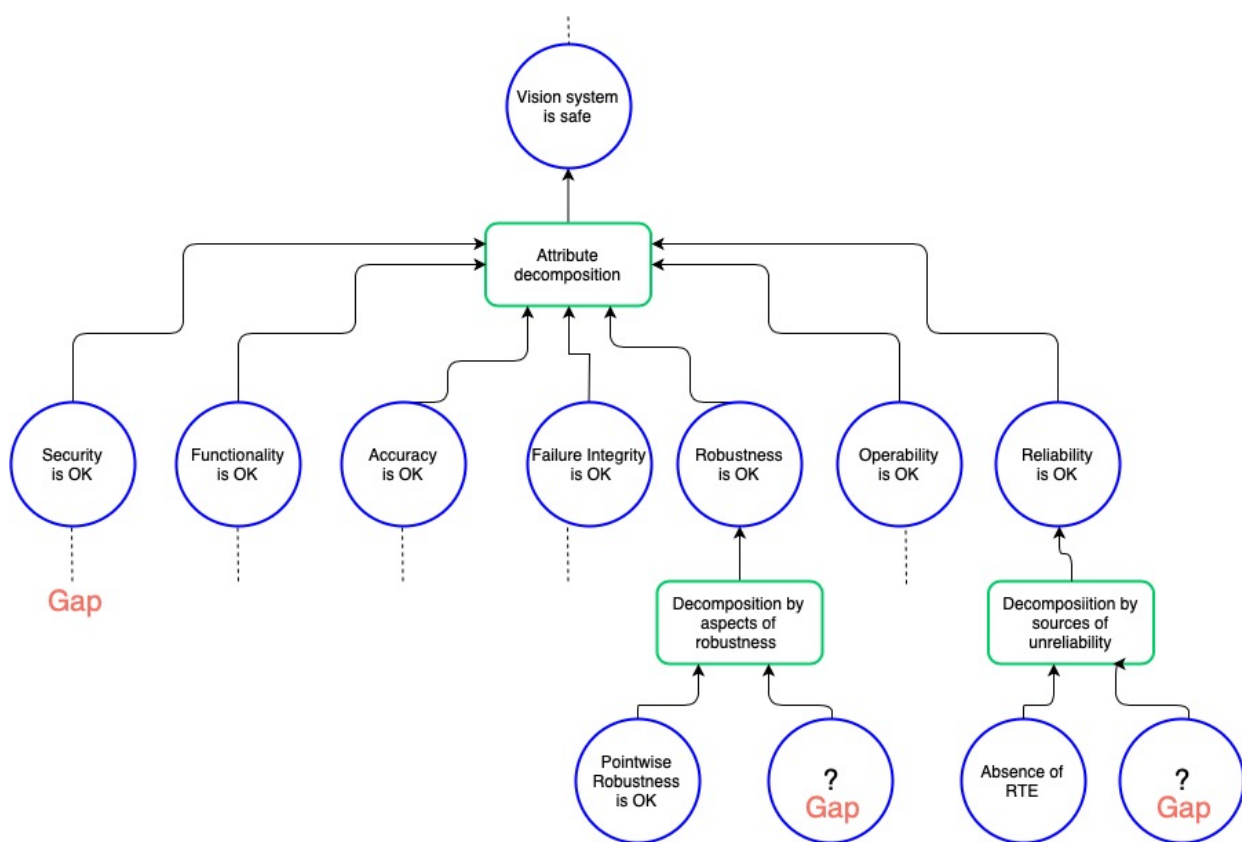 Vision system
is safe
Attribute
decomposition
Security
is OK
Functionality
is OK
Accuracy
is OK
Failure Integrity
is OK
Robustness
is OK
Operability
is OK
Reliability
is OK
Gap
Decomposition by
aspects of
robustness
Decomposiition by
sources of
unreliability
Pointwise
Robustness
is OK
?
Gap
Absence of
RTE
?
Gap